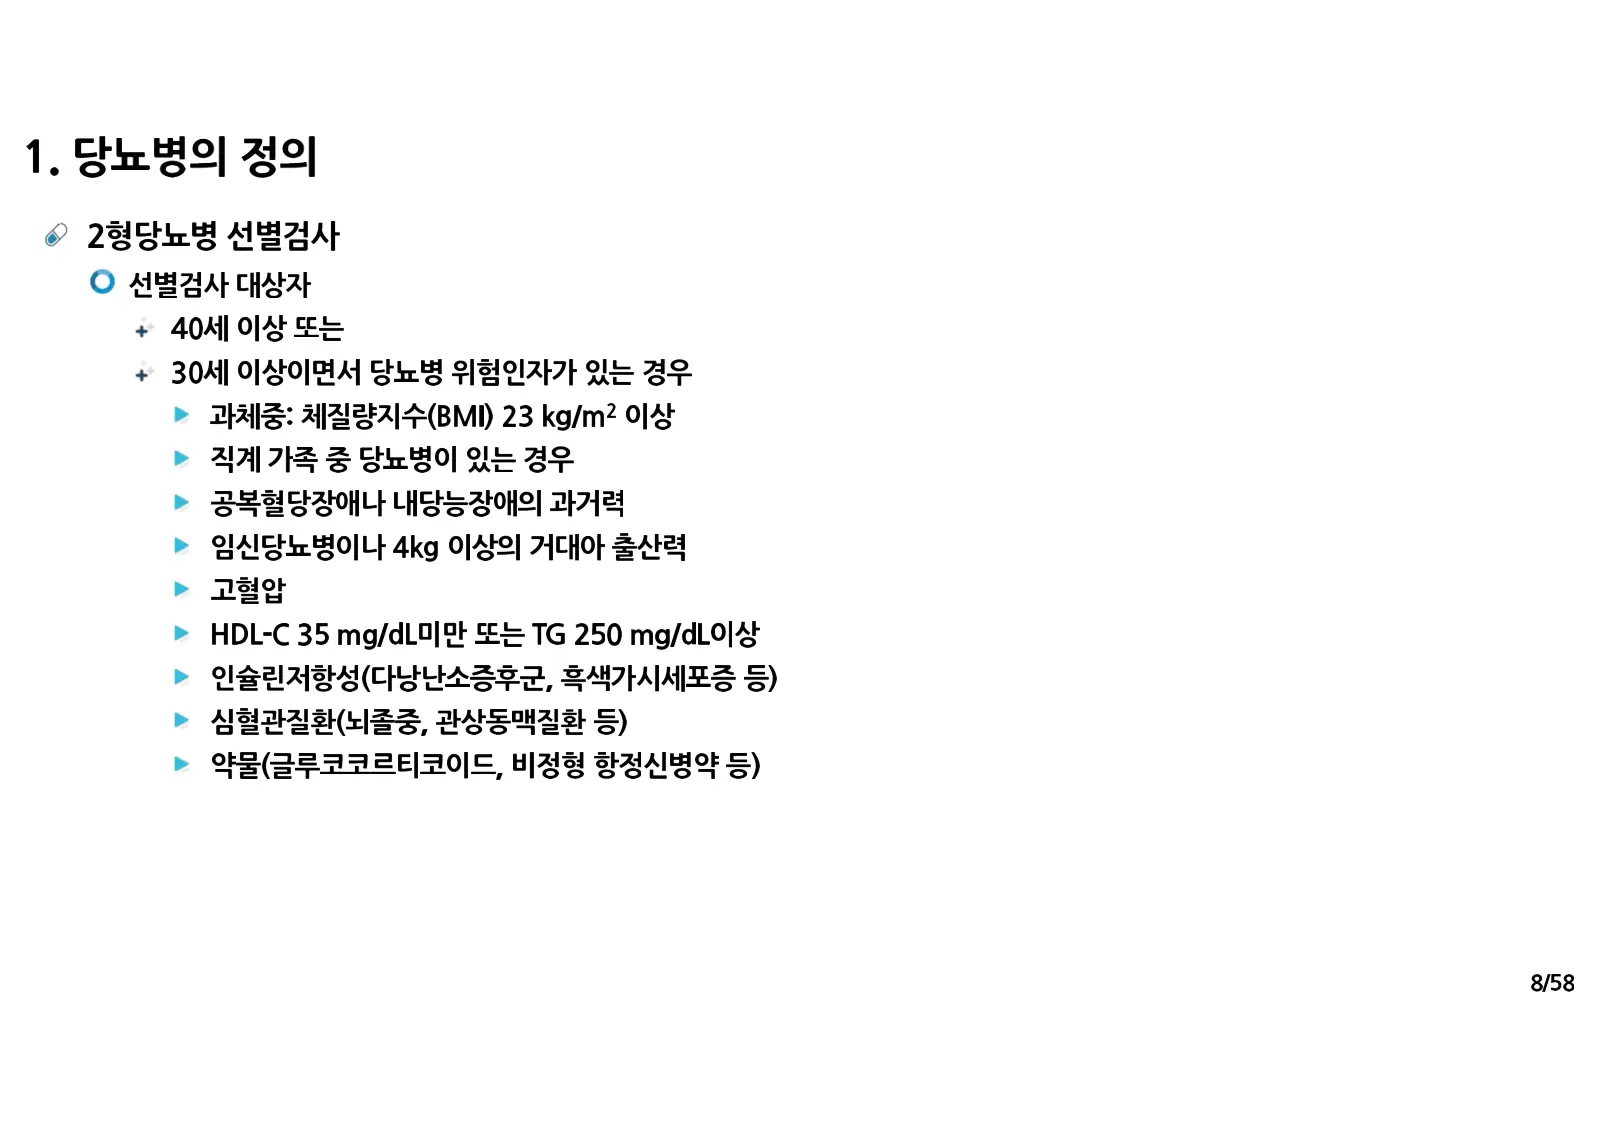 1. 당뇨병의 정의
2형당뇨병 선별검사
선별검사 대상자
40세 이상 또는
30세 이상이면서 당뇨병 위험인자가 있는 경우
과체중: 체질량지수(BMI) 23 kg/m² 이상
직계 가족 중 당뇨병이 있는 경우
공복혈당장애나 내당능장애의 과거력
임신당뇨병이나 4kg 이상의 거대아 출산력
고혈압
HDL-C 35 mg/dL미만 또는 TG 250 mg/dL이상
인슐린저항성(다낭난소증후군, 흑색가시세포증 등)
심혈관질환(뇌졸중, 관상동맥질환 등)
약물(글루코코르티코이드, 비정형 항정신병약 등)
8/58